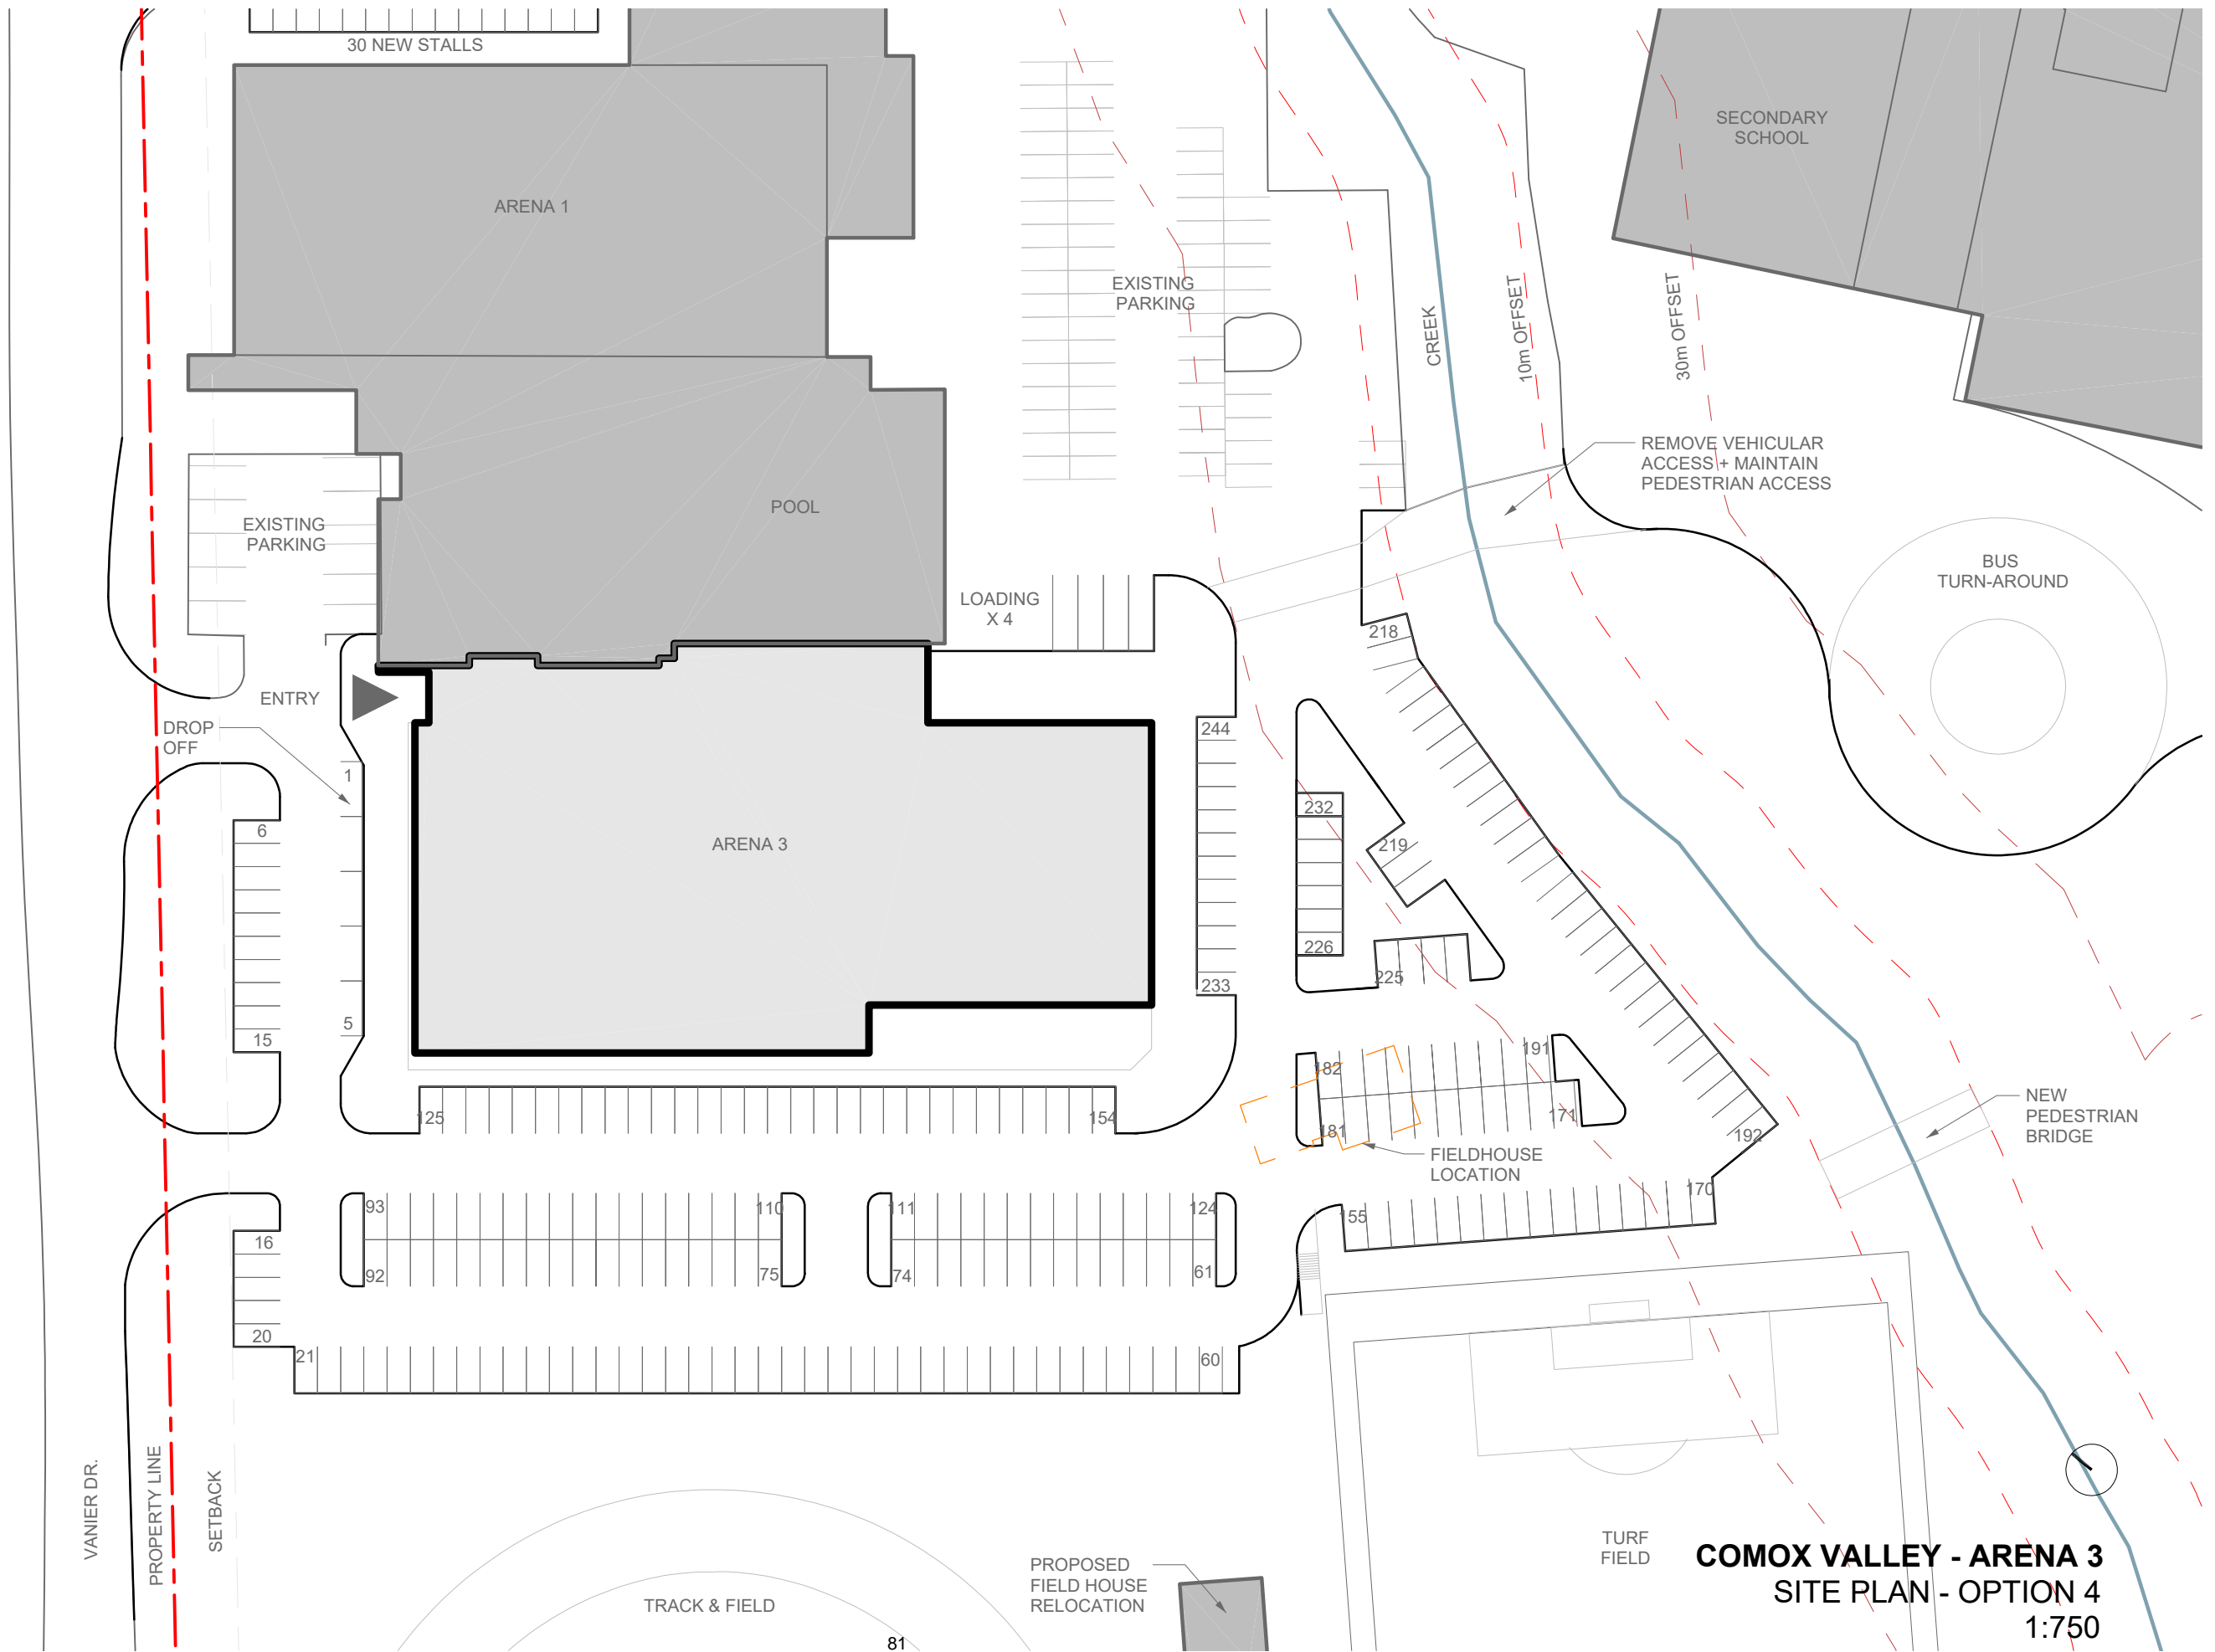 30 NEW STALLS
SECONDARY
SCHOOL
ARENA 1
EXISTING
PARKING
CREEK
10m OFFSET
30m OFFSET
REMOVE VEHICULAR
ACCESS + MAINTAIN
PEDESTRIAN ACCESS
POOL
EXISTING
PARKING
BUS
TURN-AROUND
LOADING
X 4
218
ENTRY
DROP
OFF
244
1
232
6
ARENA 3
219
226
225
233
5
15
191
182
125
154
181
171
192
NEW
PEDESTRIAN
BRIDGE
FIELDHOUSE
LOCATION
170
93
110
111
124
155
16
92
75
74
61
20
21
60
VANIER DR.
PROPERTY LINE
SETBACK
TURF
FIELD
COMOX VALLEY - ARENA 3
SITE PLAN - OPTION 4
1:750
PROPOSED
FIELD HOUSE
RELOCATION
TRACK & FIELD
81